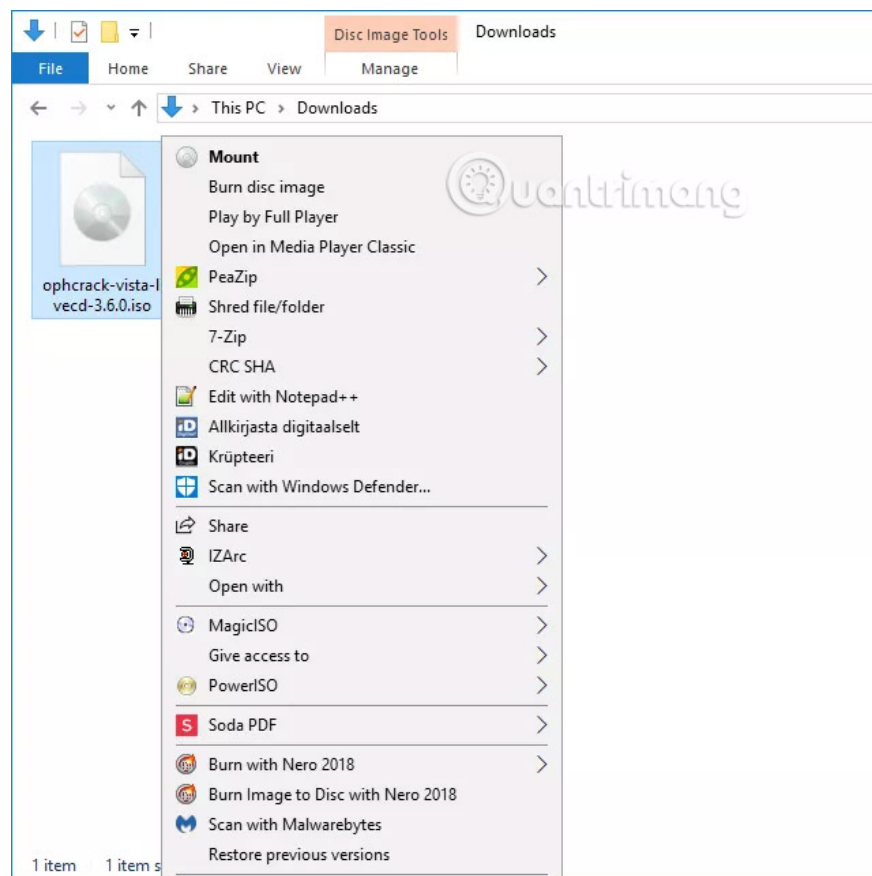 Disc Image Tools
Downloads
File
Home
Share
View
Manage
This PC
Downloads
ophcrack-vista-li
vecd-3.6.0.iso
Mount
Burn disc image
Play by Full Player
Open in Media Player Classic
PeaZip
Shred file/folder
7-Zip
CRC SHA
Edit with Notepad++
Allkirjasta digitaalselt
Krüpteeri
Scan with Windows Defender...
Share
IZArc
Open with
MagicISO
Give access to
PowerISO
S Soda PDF
Burn with Nero 2018
Burn Image to Disc with Nero 2018
Scan with Malwarebytes
Restore previous versions
1 item
1 item s
Quantrimang